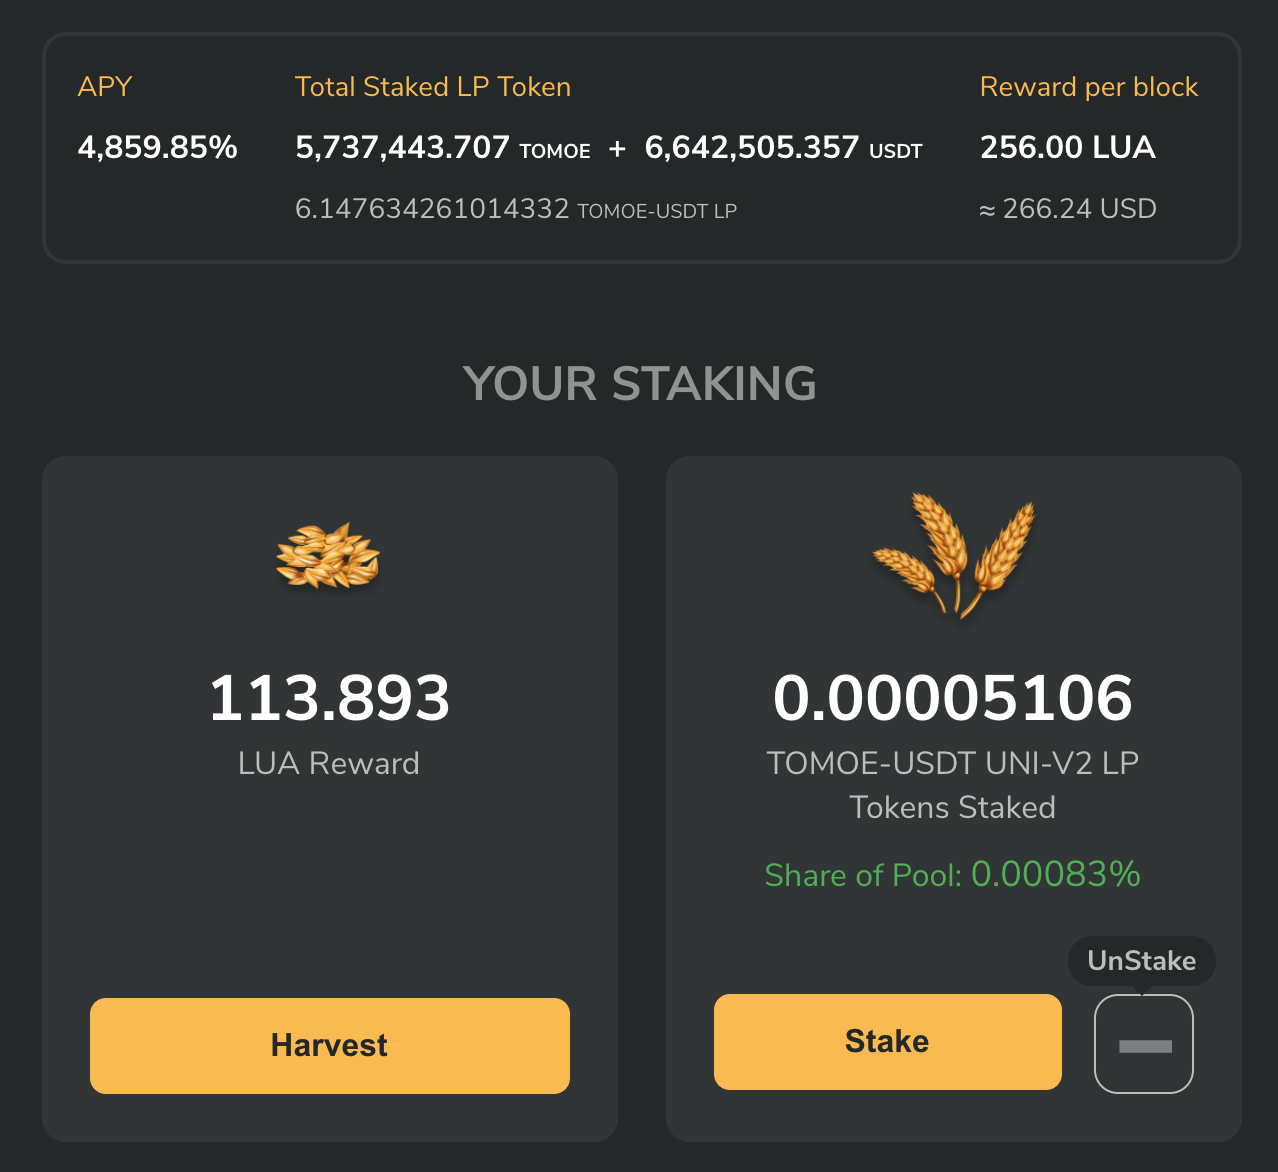 APY
Total Staked LP Token
Reward per block
4,859.85%
5,737,443.707 TOMOE + 6,642,505.357 USDT
256.00 LUA
6.147634261014332 TOMOE-USDT LP
≈ 266.24 USD
YOUR STAKING
113.893
LUA Reward
Harvest
0.00005106
TOMOE-USDT UNI-V2 LP
Tokens Staked
Share of Pool: 0.00083%
UnStake
Stake